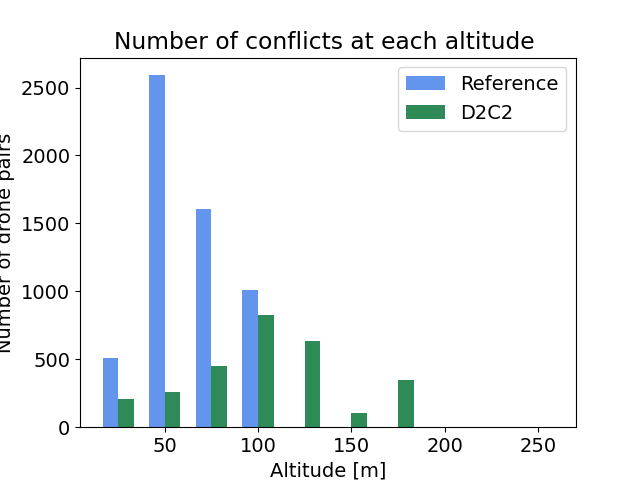 Number of conflicts at each altitude
Number of drone pairs
2500
2000
1500
1000
500
0
Reference
D2C2
50
100
150
200
250
Altitude [m]